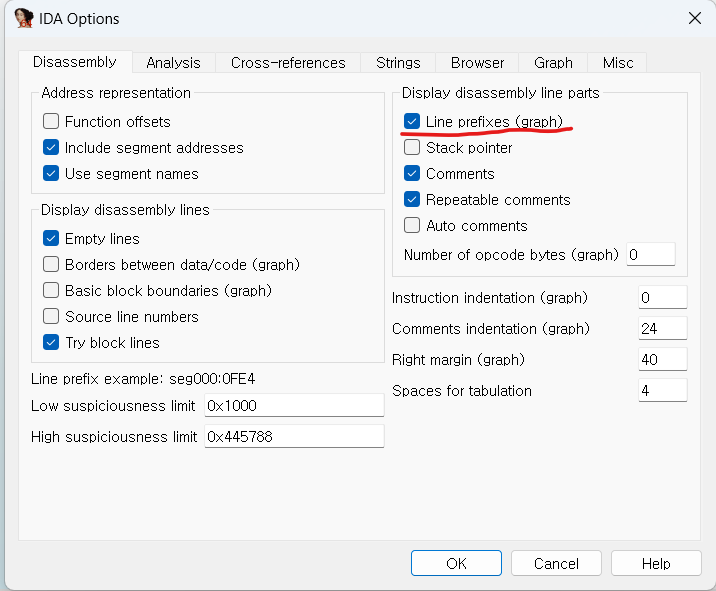 IDA Options
Disassembly Analysis Cross-references Strings Browser Graph Misc
Address representation
Function offsets
Include segment addresses
Use segment names
Display disassembly lines
Empty lines
Borders between data/code (graph)
Basic block boundaries (graph)
Source line numbers
Try block lines
Line prefix example: seg000:0FE4
Low suspiciousness limit 0x1000
High suspiciousness limit 0x445788
Display disassembly line parts
Line prefixes (graph)
Stack pointer
Comments
Repeatable comments
Auto comments
Number of opcode bytes (graph) 0
Instruction indentation (graph) 0
Comments indentation (graph) 24
Right margin (graph) 40
Spaces for tabulation 4
OK Cancel Help